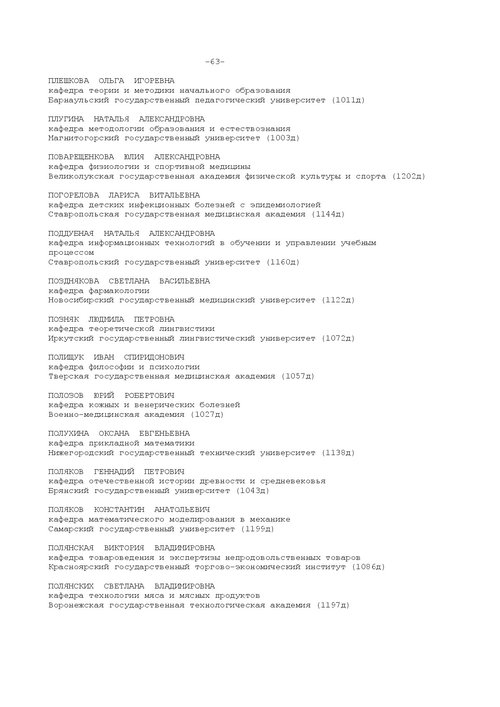 -63-
ПЛЕШКОВА ОЛЬГА ИГОРЕВНА
кафедра теории и методики начального образования
Барнаульский государственный педагогический университет (1011д)
ПЛУГИНА НАТАЛЬЯ АЛЕКСАНДРОВНА
кафедра методологии образования и естествознания
Магнитогорский государственный университет (1003д)
ПОВАРЕЩЕНКОВА ЮЛИЯ АЛЕКСАНДРОВНА
кафедра физиологии и спортивной медицины
Великолукская государственная академия физической культуры и спорта (1202д)
ПОГОРЕЛОВА ЛАРИСА ВИТАЛЬЕВНА
кафедра детских инфекционных болезней с эпидемиологией
Ставропольская государственная медицинская академия (1144д)
ПОДДУБНАЯ НАТАЛЬЯ АЛЕКСАНДРОВНА
кафедра информационных технологий в обучении и управлении учебным
процессом
Ставропольский государственный университет (1160д)
ПОЗДНЯКОВА СВЕТЛАНА ВАСИЛЬЕВНА
кафедра фармакологии
Новосибирский государственный медицинский университет (1122д)
ПОЗНЯК ЛЮДМИЛА ПЕТРОВНА
кафедра теоретической лингвистики
Иркутский государственный лингвистический университет (1072д)
ПОЛИЩУК ИВАН СПИРИДОНОВИЧ
кафедра философии и психологии
Тверская государственная медицинская академия (1057д)
ПОЛОЗОВ ЮРИЙ РОБЕРТОВИЧ
кафедра кожных и венерических болезней
Военно-медицинская академия (1027д)
ПОЛУХИНА ОКСАНА ЕВГЕНЬЕВНА
кафедра прикладной математики
Нижегородский государственный технический университет (1138д)
ПОЛЯКОВ ГЕННАДИЙ ПЕТРОВИЧ
кафедра отечественной истории древности и средневековья
Брянский государственный университет (1043д)
ПОЛЯКОВ КОНСТАНТИН АНАТОЛЬЕВИЧ
кафедра математического моделирования в механике
Самарский государственный университет (1199д)
ПОЛЯНСКАЯ ВИКТОРИЯ ВЛАДИМИРОВНА
кафедра товароведения и экспертизы непродовольственных товаров
Красноярский государственный торгово-экономический институт (1086д)
ПОЛЯНСКИХ СВЕТЛАНА ВЛАДИМИРОВНА
кафедра технологии мяса и мясных продуктов
Воронежская государственная технологическая академия (1197д)